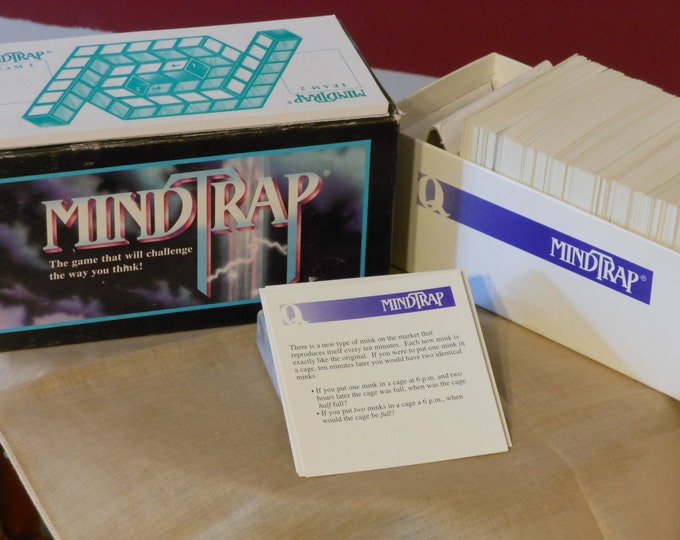 MINDTRAP
TEAM 1
MINDTRAP®
TEAM 2
MINDTRAP®
The game that will challenge
the way you think!
Q
MINDTRAP®
Q
MINDTRAP
There is a new type of mink on the market that
reproduces itself every ten minutes. Each new mink is
exactly like the original. If you were to put one mink in
a cage, ten minutes later you would have two identical
minks.
• If you put one mink in a cage at 6 p.m. and two
hours later the cage was full, when was the cage
half full?
• If you put two minks in a cage a 6 p.m., when
would the cage be full?